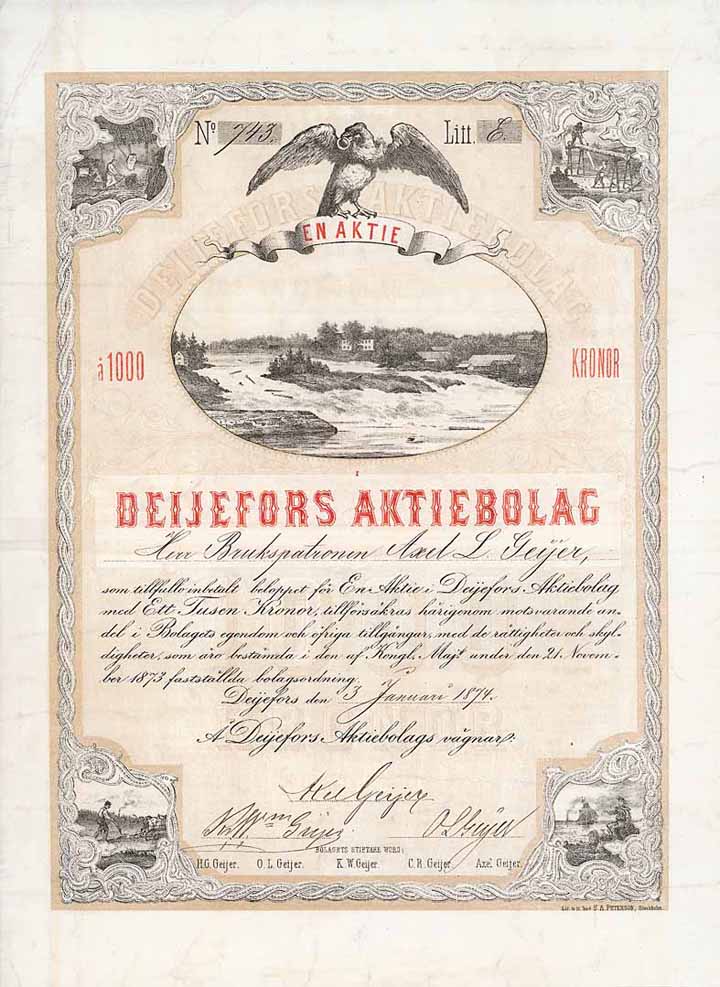 No 743. Litt. E.
DEIJEFORS AKTIEBOLAG
EN AKTIE
à 1000 KRONOR
I
DEIJEFORS AKTIEBOLAG
Herr Brukspatronen Axel L. Geijer,
som tillfullo inbetalt beloppet för En Aktie i Deijefors Aktiebolag
med Ett Tusen Kronor, tillförsäkras härigenom motsvarande an-
del i Bolagets egendom och öfriga tillgångar, med de rättigheter och skyl-
digheter, som äro bestämda i den af Kongl. Maj:t under den 21. Novem-
ber 1873 fastställda bolagsordning.
Deijefors den 3 Januari 1874.
Å Deijefors Aktiebolags vägnar:
Axel Geijer
K Wm Geijer O L Geijer
BOLAGETS STIFTARE WORO:
H.G. Geijer. O. L. Geijer. K. W. Geijer. C. R. Geijer. Axel Geijer.
S. A. PETERSON, Stockholm.